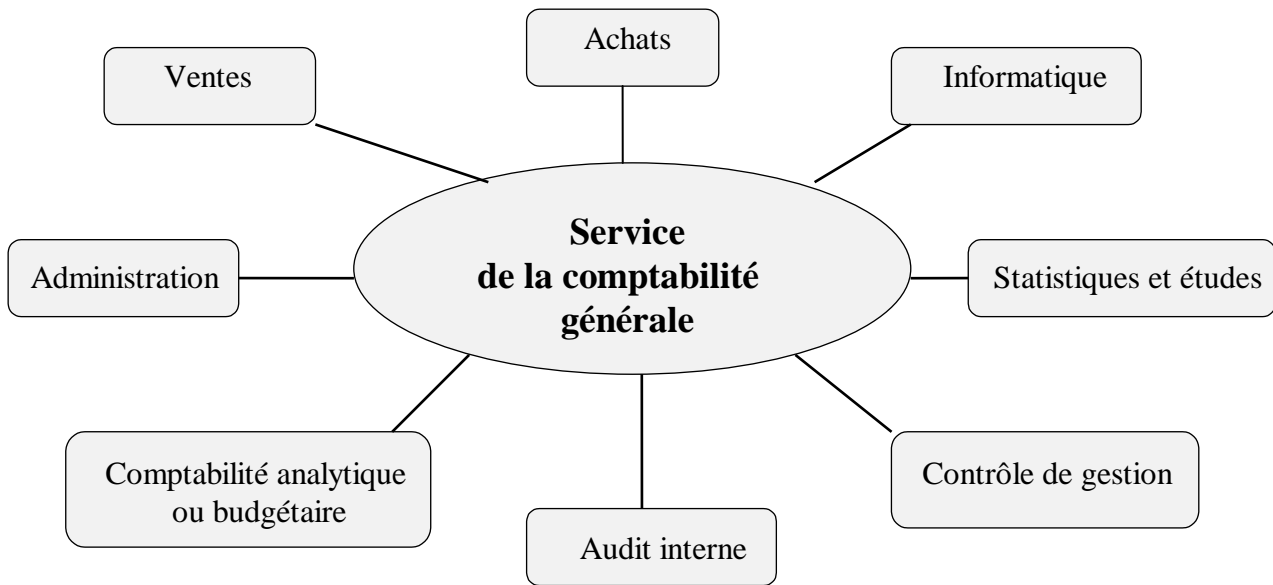 Achats
Ventes
Informatique
Service
de la comptabilité
générale
Administration
Statistiques et études
Comptabilité analytique
ou budgétaire
Contrôle de gestion
Audit interne